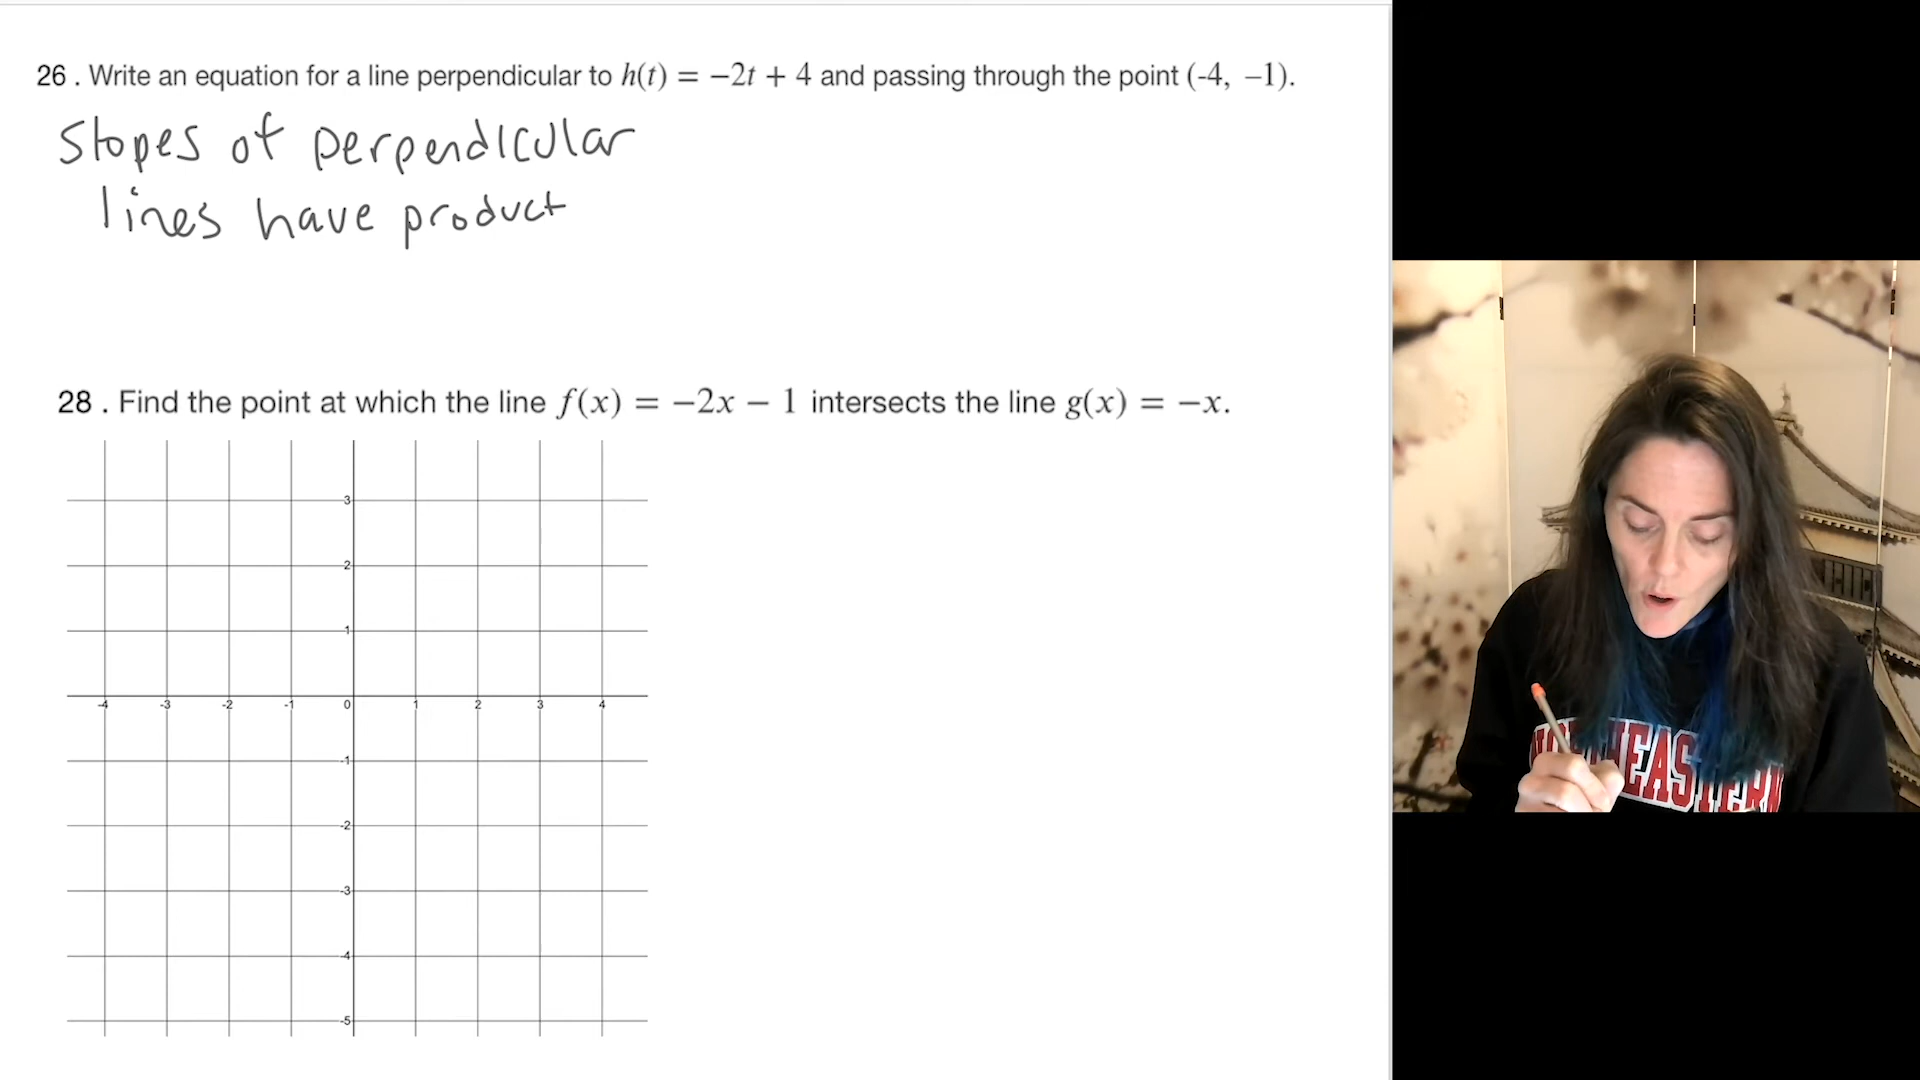 26 . Write an equation for a line perpendicular to h(t) = −2t + 4 and passing through the point (-4, −1).
Slopes of perpendicular
lines have product
28 . Find the point at which the line f(x) = −2x − 1 intersects the line g(x) = −x.
3
2
1
-4 -3 -2 -1 0 1 2 3 4
-1
-2
-3
-4
-5
NORTHEASTERN